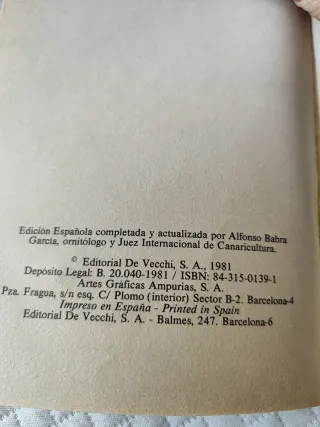 Edición Española completada y actualizada por Alfonso Babra
García, ornitólogo y Juez Internacional de Canaricultura.
© Editorial De Vecchi, S. A., 1981
Depósito Legal: B. 20.040-1981 / ISBN: 84-315-0139-1
Artes Gráficas Ampurias, S. A.
Pza. Fragua, s/n esq. C/ Plomo (interior) Sector B-2. Barcelona-4
Impreso en España - Printed in Spain
Editorial De Vecchi, S. A. - Balmes, 247. Barcelona-6